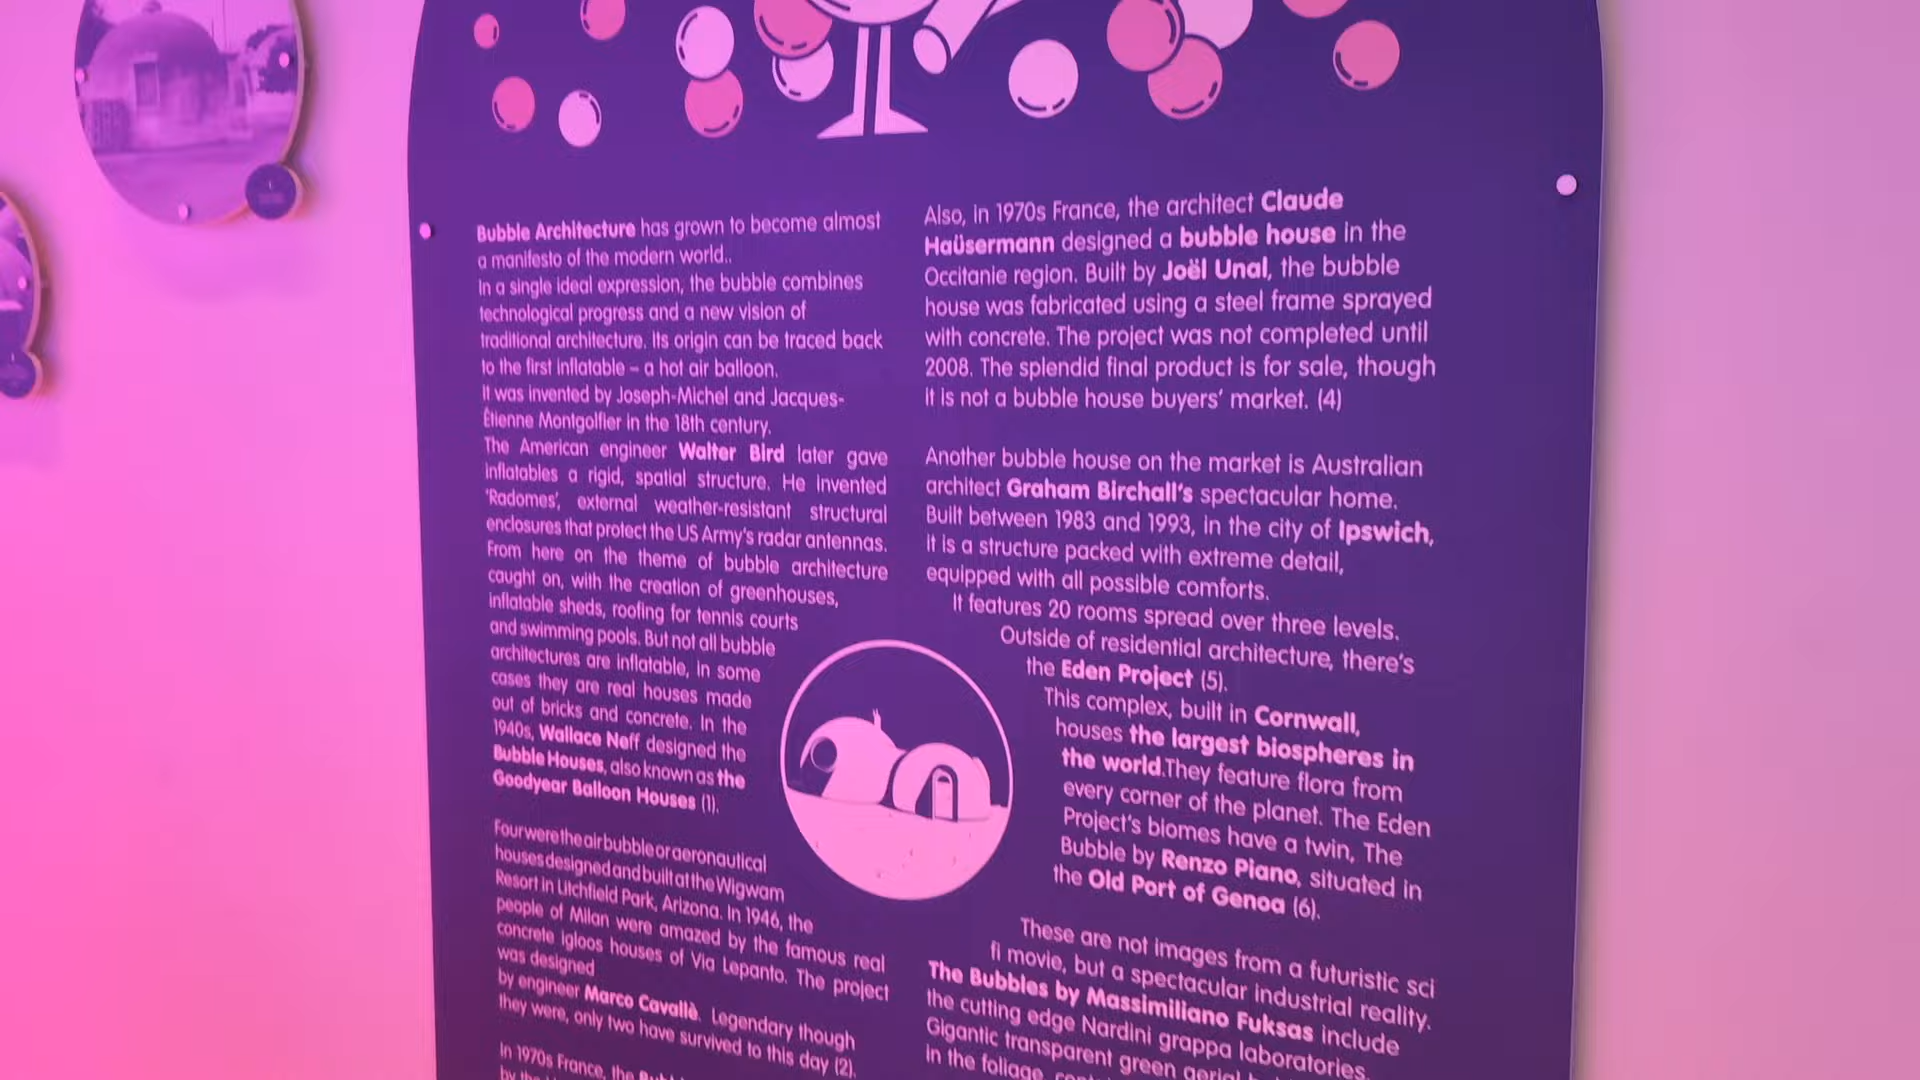 Bubble Architecture has grown to become almost
a manifesto of the modern world..
In a single ideal expression, the bubble combines
technological progress and a new vision of
traditional architecture. Its origin can be traced back
to the first inflatable – a hot air balloon.
It was invented by Joseph-Michel and Jacques-
Étienne Montgolfier in the 18th century.
The American engineer Walter Bird later gave
inflatables a rigid, spatial structure. He invented
'Radomes', external weather-resistant structural
enclosures that protect the US Army's radar antennas.
From here on the theme of bubble architecture
caught on, with the creation of greenhouses,
inflatable sheds, roofing for tennis courts
and swimming pools. But not all bubble
architectures are inflatable, in some
cases they are real houses made
out of bricks and concrete. In the
1940s, Wallace Neff designed the
Bubble Houses, also known as the
Goodyear Balloon Houses (1).
Four were the air bubble or aeronautical
houses designed and built at the Wigwam
Resort in Litchfield Park, Arizona. In 1946, the
people of Milan were amazed by the famous real
concrete igloos houses of Via Lepanto. The project
was designed
by engineer Marco Cavallè. Legendary though
they were, only two have survived to this day (2).
In 1970s France, the
by the
Also, in 1970s France, the architect Claude
Haüsermann designed a bubble house in the
Occitanie region. Built by Joël Unal, the bubble
house was fabricated using a steel frame sprayed
with concrete. The project was not completed until
2008. The splendid final product is for sale, though
it is not a bubble house buyers' market. (4)
Another bubble house on the market is Australian
architect Graham Birchall's spectacular home.
Built between 1983 and 1993, in the city of Ipswich,
it is a structure packed with extreme detail,
equipped with all possible comforts.
It features 20 rooms spread over three levels.
Outside of residential architecture, there's
the Eden Project (5).
This complex, built in Cornwall,
houses the largest biospheres in
the world.They feature flora from
every corner of the planet. The Eden
Project's biomes have a twin, The
Bubble by Renzo Piano, situated in
the Old Port of Genoa (6).
These are not images from a futuristic sci
fi movie, but a spectacular industrial reality.
The Bubbles by Massimiliano Fuksas include
the cutting edge Nardini grappa laboratories.
Gigantic transparent green aerial
in the foliage